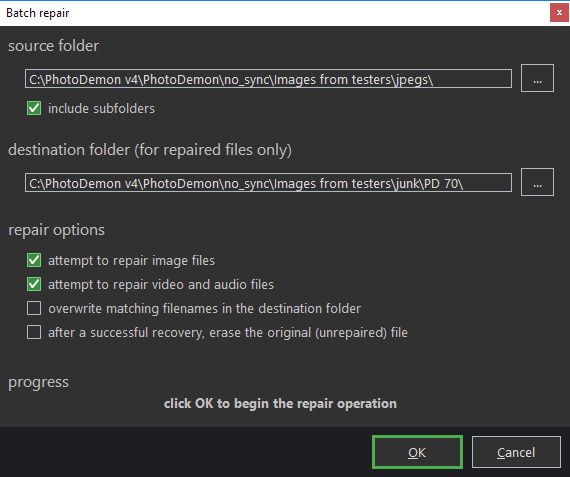 Batch repair
x
source folder
C:\PhotoDemon v4\PhotoDemon\no_sync\Images from testers\jpegs\
...
include subfolders
destination folder (for repaired files only)
C:\PhotoDemon v4\PhotoDemon\no_sync\Images from testers\junk\PD 70\
...
repair options
attempt to repair image files
attempt to repair video and audio files
overwrite matching filenames in the destination folder
after a successful recovery, erase the original (unrepaired) file
progress
click OK to begin the repair operation
OK
Cancel